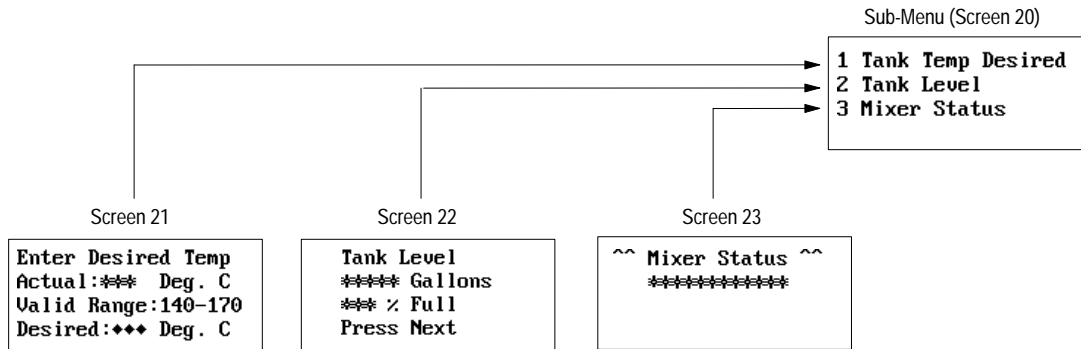 Sub-Menu (Screen 20)
1 Tank Temp Desired
2 Tank Level
3 Mixer Status
Screen 21
Enter Desired Temp
Actual:*** Deg. C
Valid Range:140-170
Desired:♦♦♦ Deg. C
Screen 22
Tank Level
***** Gallons
*** % Full
Press Next
Screen 23
^^ Mixer Status ^^
***********